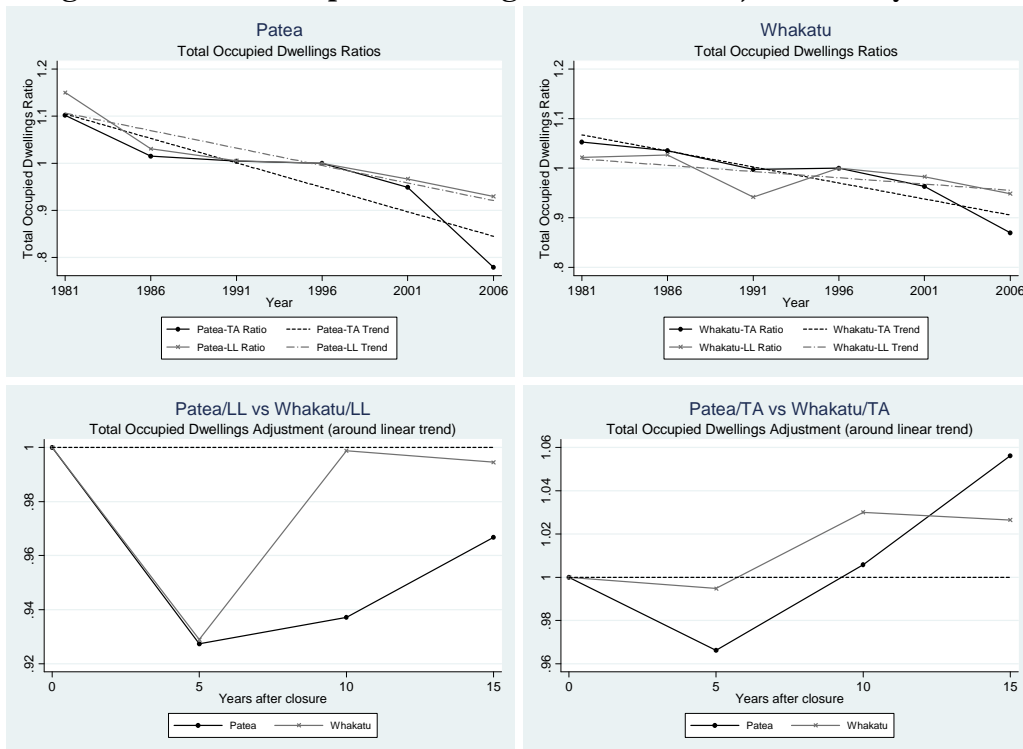 Patea
Total Occupied Dwellings Ratios
Total Occupied Dwellings Ratio
1.2
1.1
1
.9
.8
1981 1986 1991 1996 2001 2006
Year
Patea-TA Ratio Patea-TA Trend
Patea-LL Ratio Patea-LL Trend
Whakatu
Total Occupied Dwellings Ratios
Total Occupied Dwellings Ratio
1.2
1.1
1
.9
.8
1981 1986 1991 1996 2001 2006
Year
Whakatu-TA Ratio Whakatu-TA Trend
Whakatu-LL Ratio Whakatu-LL Trend
Patea/LL vs Whakatu/LL
Total Occupied Dwellings Adjustment (around linear trend)
1
.98
.96
.94
.92
0 5 10 15
Years after closure
Patea Whakatu
Patea/TA vs Whakatu/TA
Total Occupied Dwellings Adjustment (around linear trend)
1.06
1.04
1.02
1
.98
.96
0 5 10 15
Years after closure
Patea Whakatu